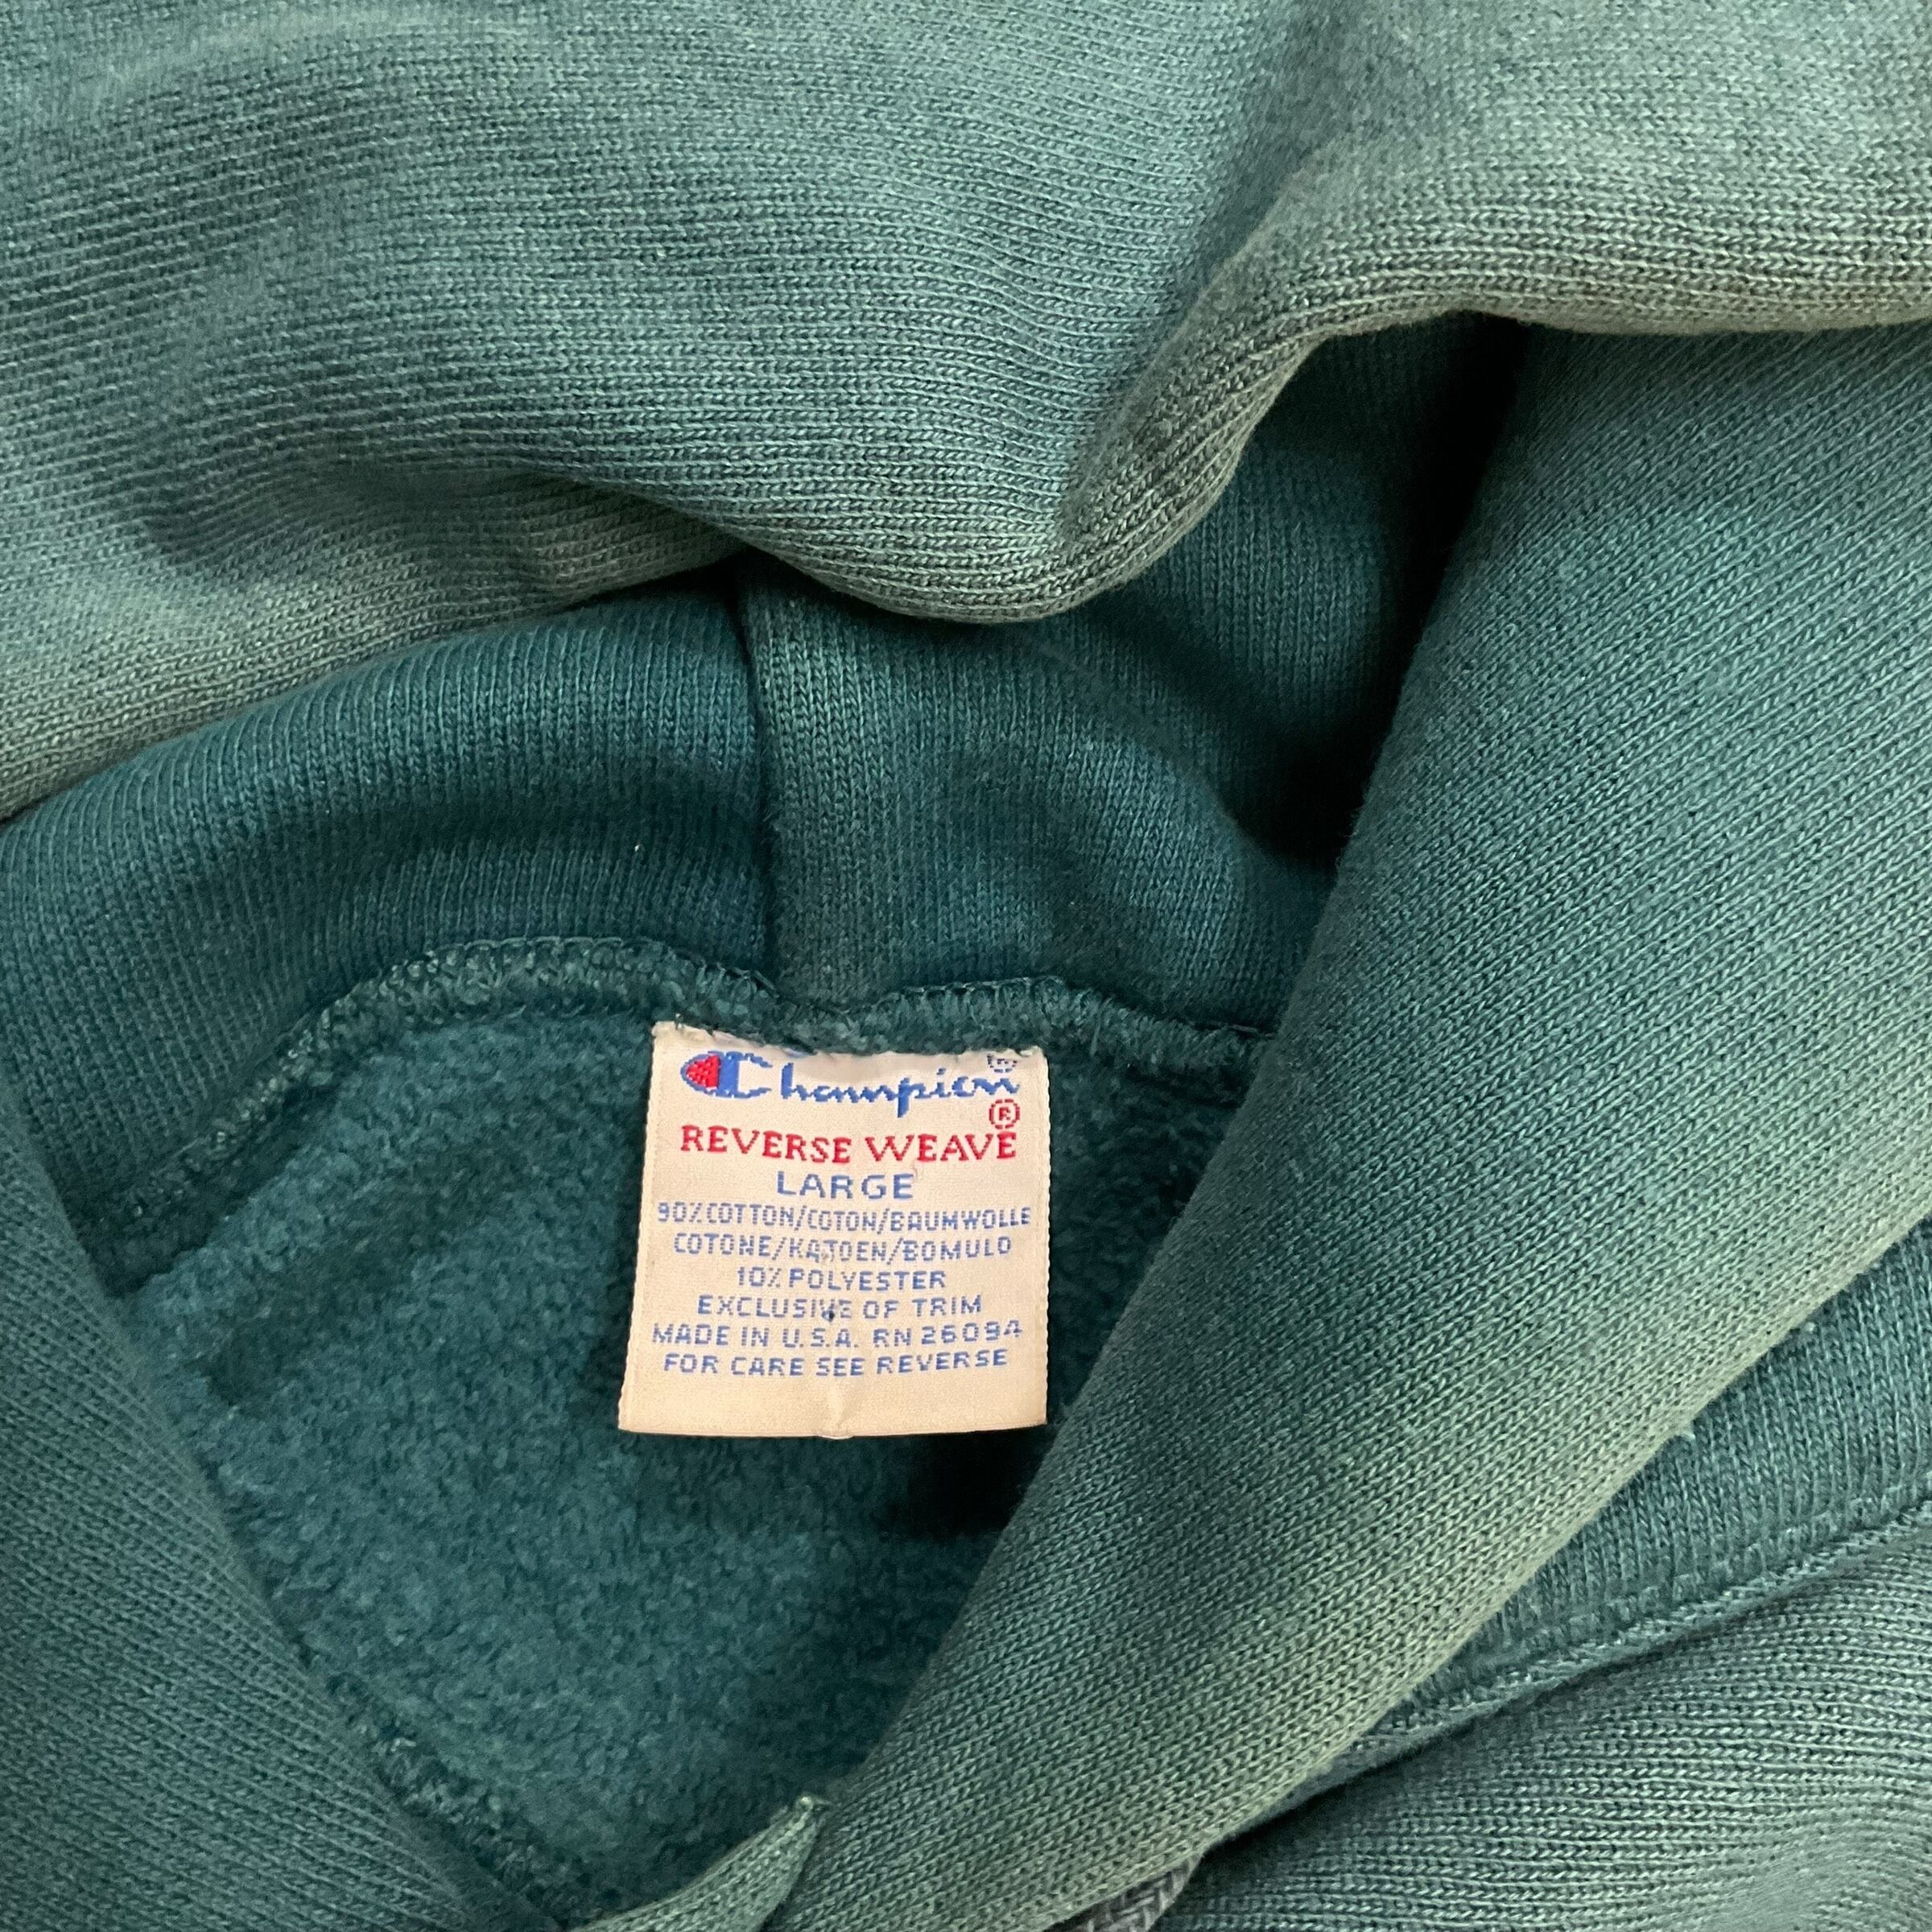 Champion®
REVERSE WEAVE®
LARGE
90% COTTON/COTON/BAUMWOLLE
COTONE/KATOEN/BOMULD
10% POLYESTER
EXCLUSIVE OF TRIM
MADE IN U.S.A. RN 26094
FOR CARE SEE REVERSE